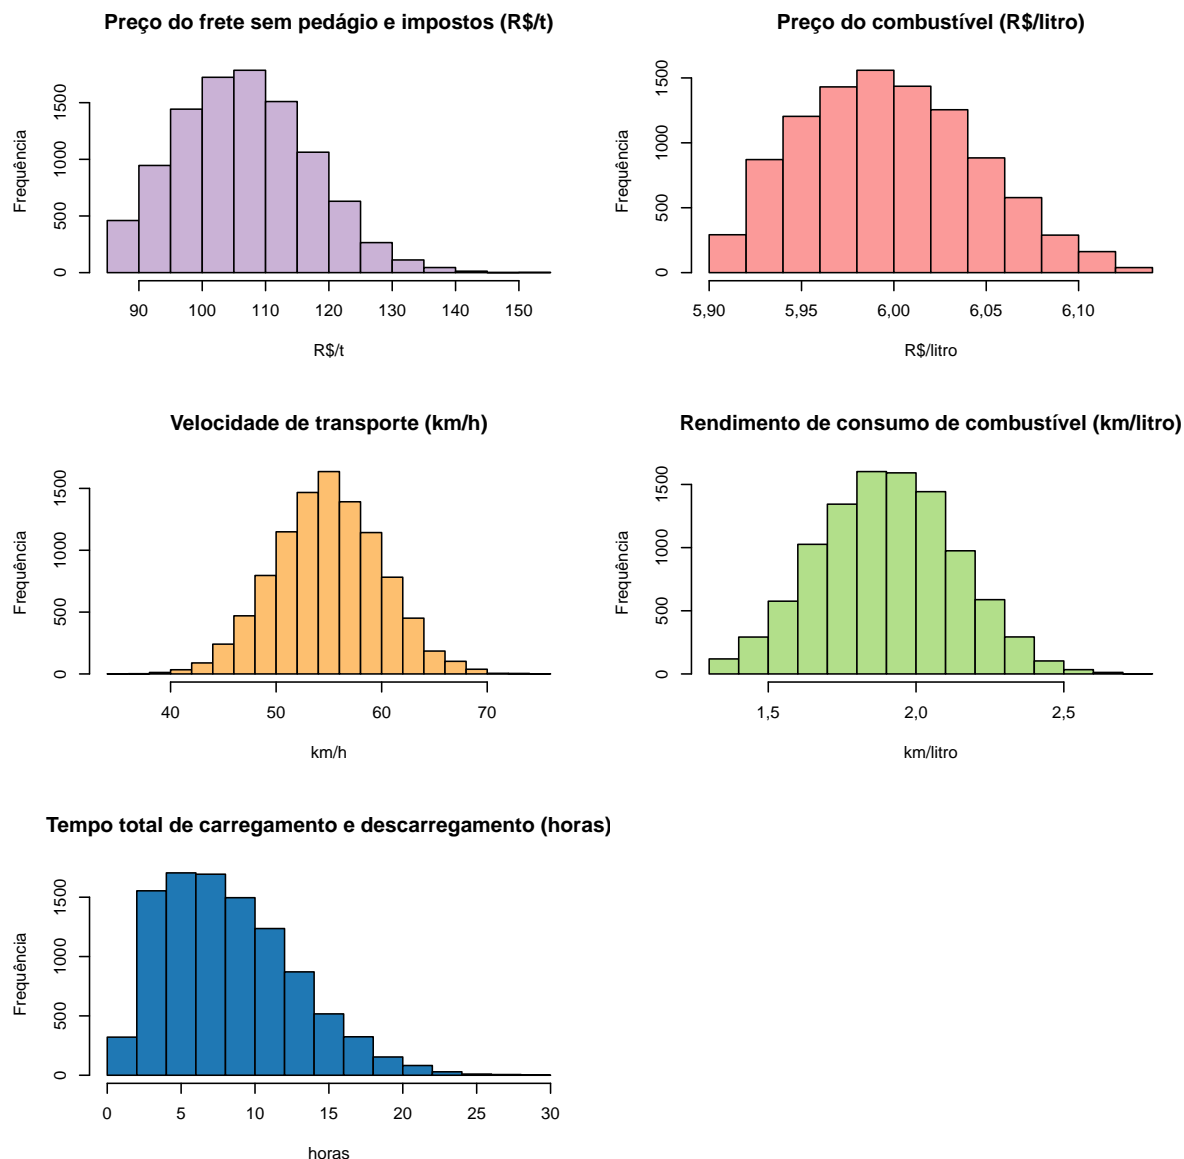 Preço do frete sem pedágio e impostos (R$/t)
Frequência
0 500 1000 1500
90 100 110 120 130 140 150
R$/t
Preço do combustível (R$/litro)
Frequência
0 500 1000 1500
5,90 5,95 6,00 6,05 6,10
R$/litro
Velocidade de transporte (km/h)
Frequência
0 500 1000 1500
40 50 60 70
km/h
Rendimento de consumo de combustível (km/litro)
Frequência
0 500 1000 1500
1,5 2,0 2,5
km/litro
Tempo total de carregamento e descarregamento (horas)
Frequência
0 500 1000 1500
0 5 10 15 20 25 30
horas